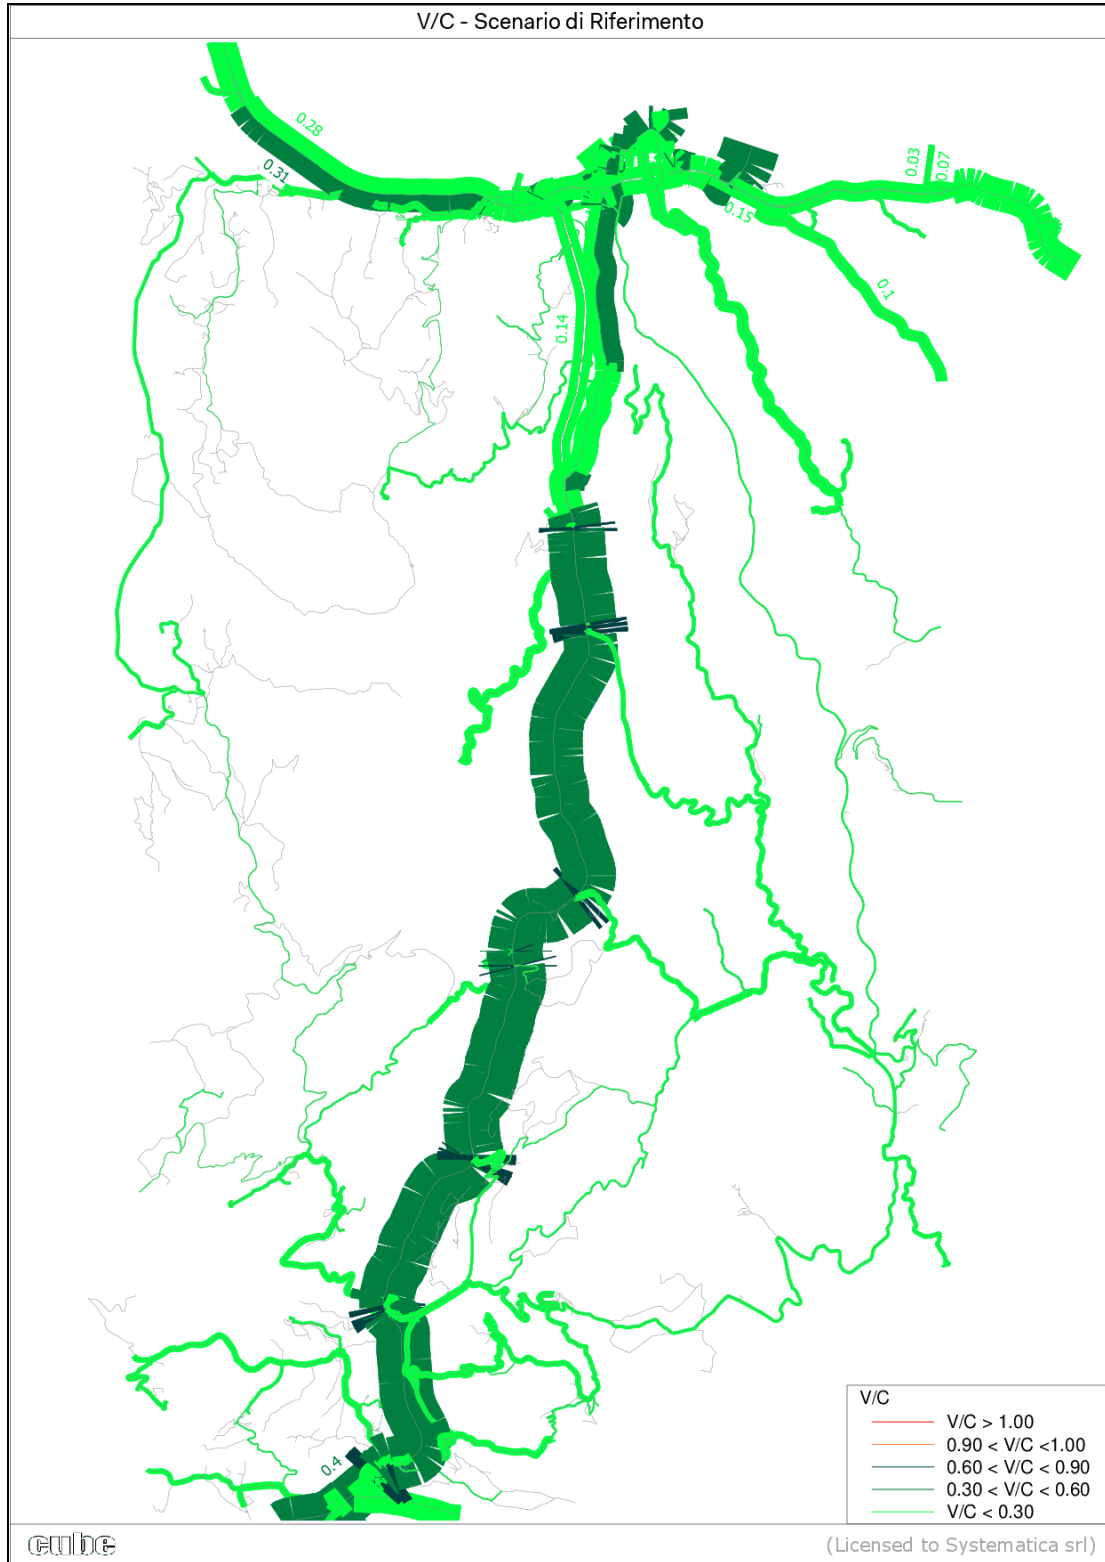 V/C - Scenario di Riferimento
0.28
0.31
0.03
0.07
0.15
0.1
0.14
0.4
V/C
V/C > 1.00
0.90 < V/C <1.00
0.60 < V/C < 0.90
0.30 < V/C < 0.60
V/C < 0.30
cube
(Licensed to Systematica srl)